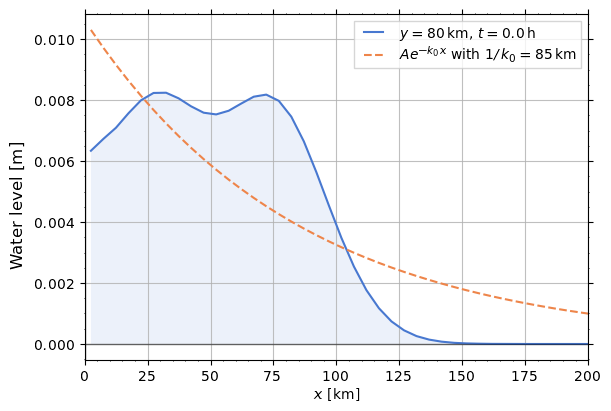 y = 80 km, t = 0.0 h
Ae^{-k_0x} with 1/k_0 = 85 km
Water level [m]
0.010
0.008
0.006
0.004
0.002
0.000
0 25 50 75 100 125 150 175 200
x [km]